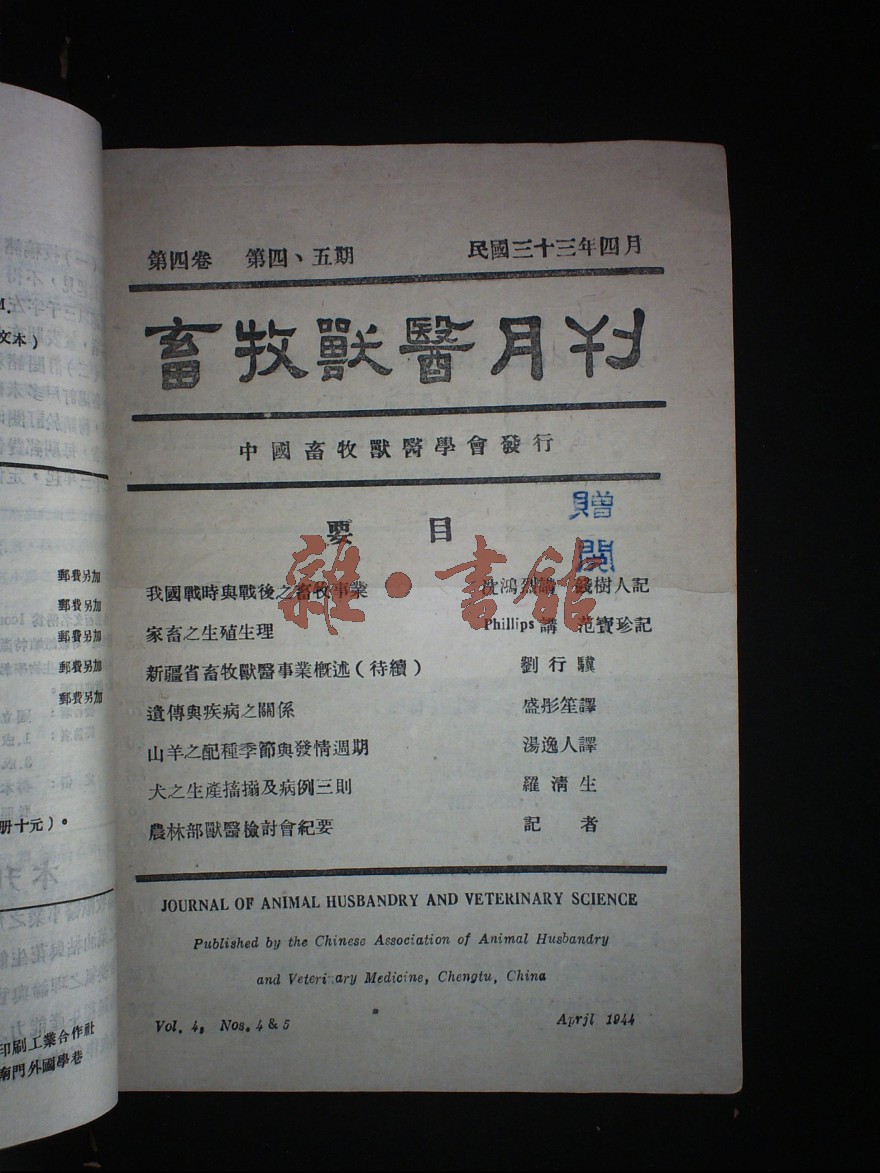 第四卷 第四、五期 民國三十三年四月
畜牧獸醫月刊
中國畜牧獸醫學會發行
贈閱
要目
我國戰時與戰後之畜牧事業 沈鴻烈講 錢樹人記
家畜之生殖生理 Phillips講 范寶珍記
新疆省畜牧獸醫事業概述(待續) 劉行驥
遺傳與疾病之關係 盛彤笙譯
山羊之配種季節與發情週期 湯逸人譯
犬之生產搐搦及病例三則 羅清生
農林部獸醫檢討會紀要 記者
JOURNAL OF ANIMAL HUSBANDRY AND VETERINARY SCIENCE
Published by the Chinese Association of Animal Husbandry
and Veterinary Medicine, Chengtu, China
Vol. 4, Nos. 4 & 5 Aprjl 1944
雜·書館
文本)
郵費另加
郵費另加
郵費另加
郵費另加
郵費另加
册十元)。
印刷工業合作社
南門外國學巷